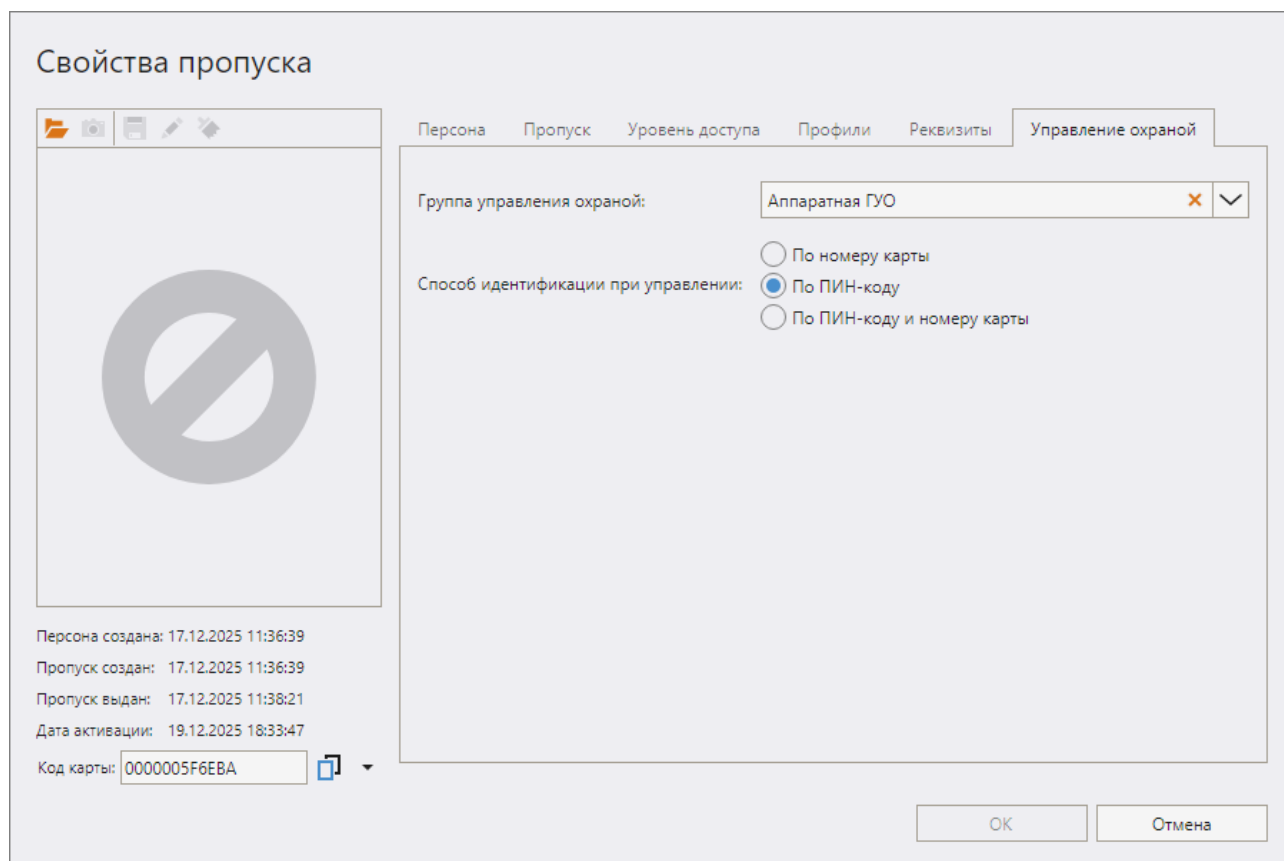 Свойства пропуска
Персона Пропуск Уровень доступа Профили Реквизиты Управление охраной
Группа управления охраной: Аппаратная ГУО
По номеру карты
Способ идентификации при управлении: По ПИН-коду
По ПИН-коду и номеру карты
Персона создана: 17.12.2025 11:36:39
Пропуск создан: 17.12.2025 11:36:39
Пропуск выдан: 17.12.2025 11:38:21
Дата активации: 19.12.2025 18:33:47
Код карты: 0000005F6EBA
ОК Отмена